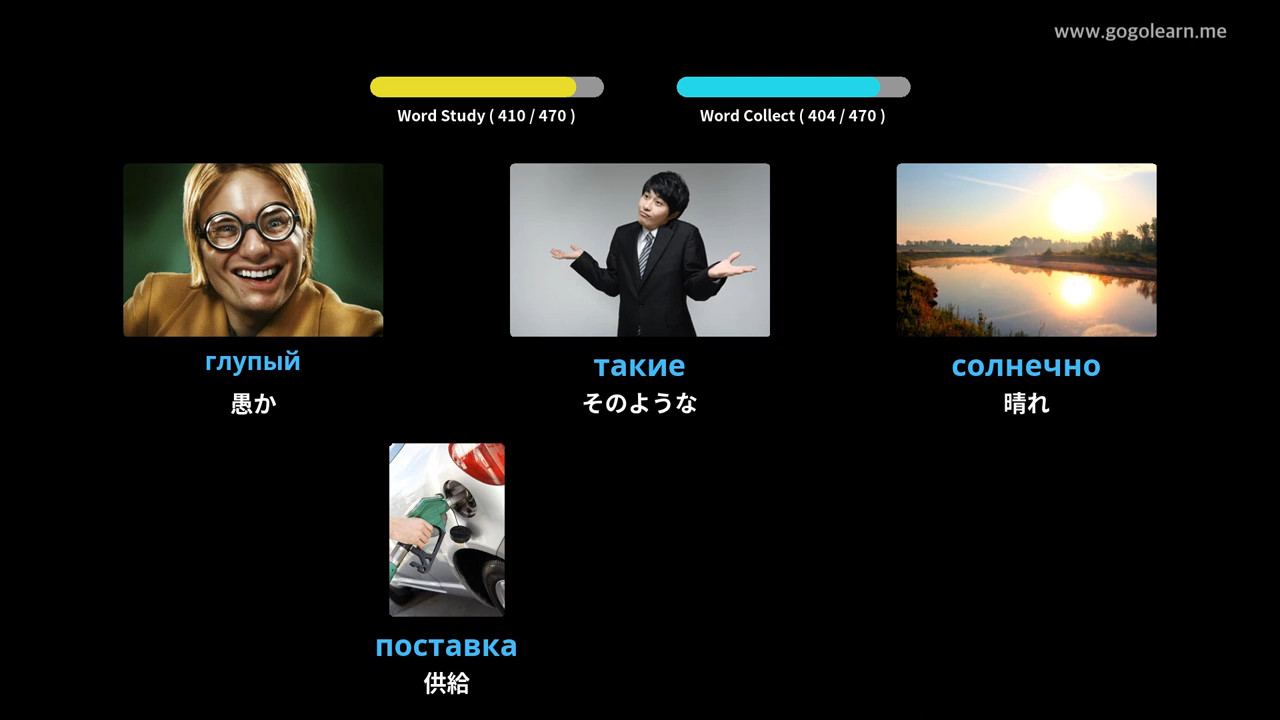 www.gogolearn.me
Word Study ( 410 / 470 )
Word Collect ( 404 / 470 )
глупый
愚か
такие
そのような
солнечно
晴れ
поставка
供給